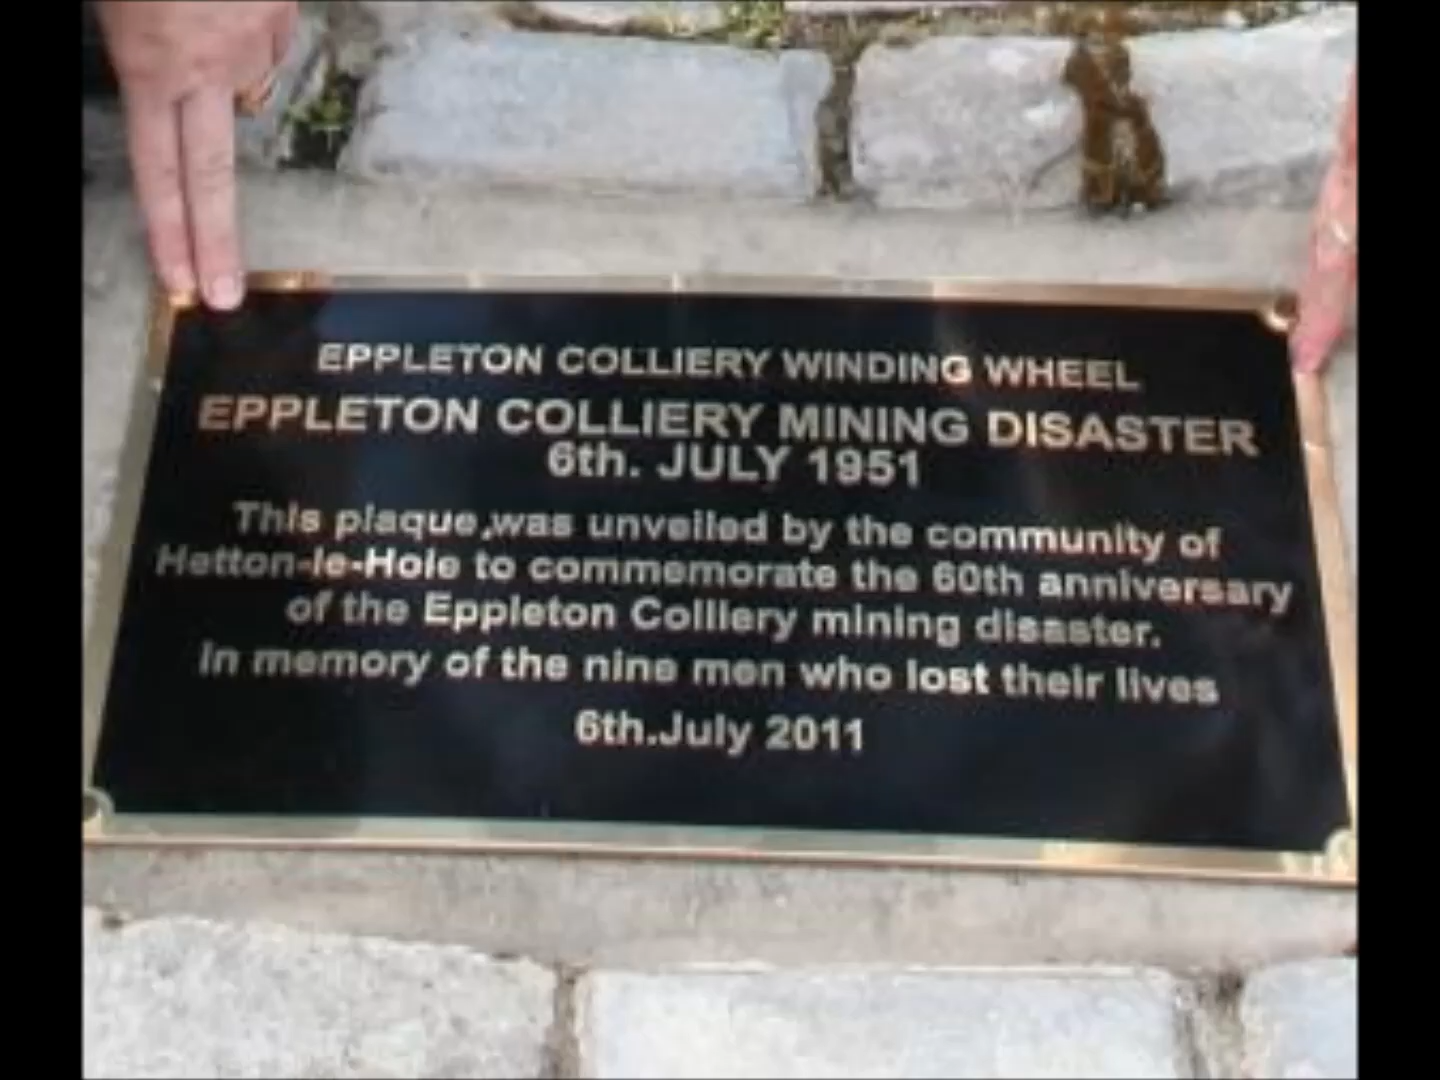 EPPLETON COLLIERY WINDING WHEEL
EPPLETON COLLIERY MINING DISASTER
6th. JULY 1951
This plaque,was unveiled by the community of
Hetton-le-Hole to commemorate the 60th anniversary
of the Eppleton Colliery mining disaster.
In memory of the nine men who lost their lives
6th.July 2011